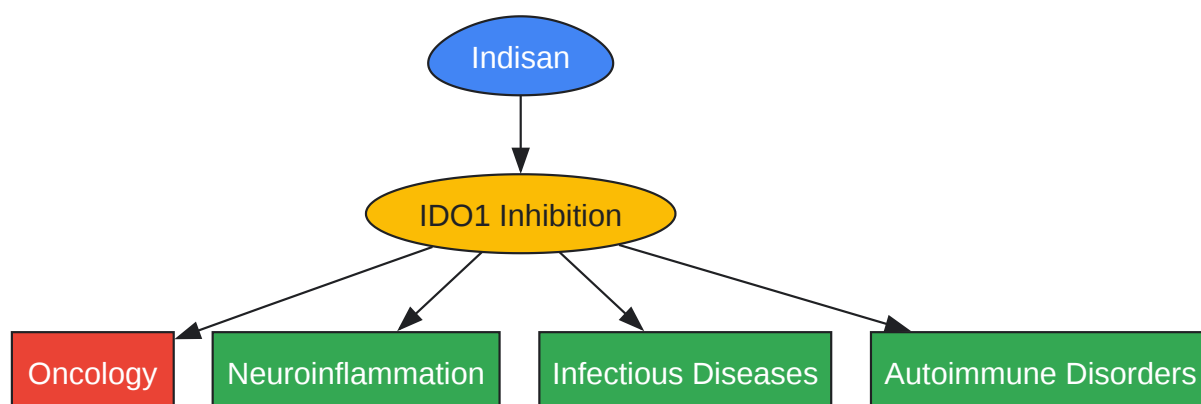 Indisan
IDO1 Inhibition
Oncology
Neuroinflammation
Infectious Diseases
Autoimmune Disorders